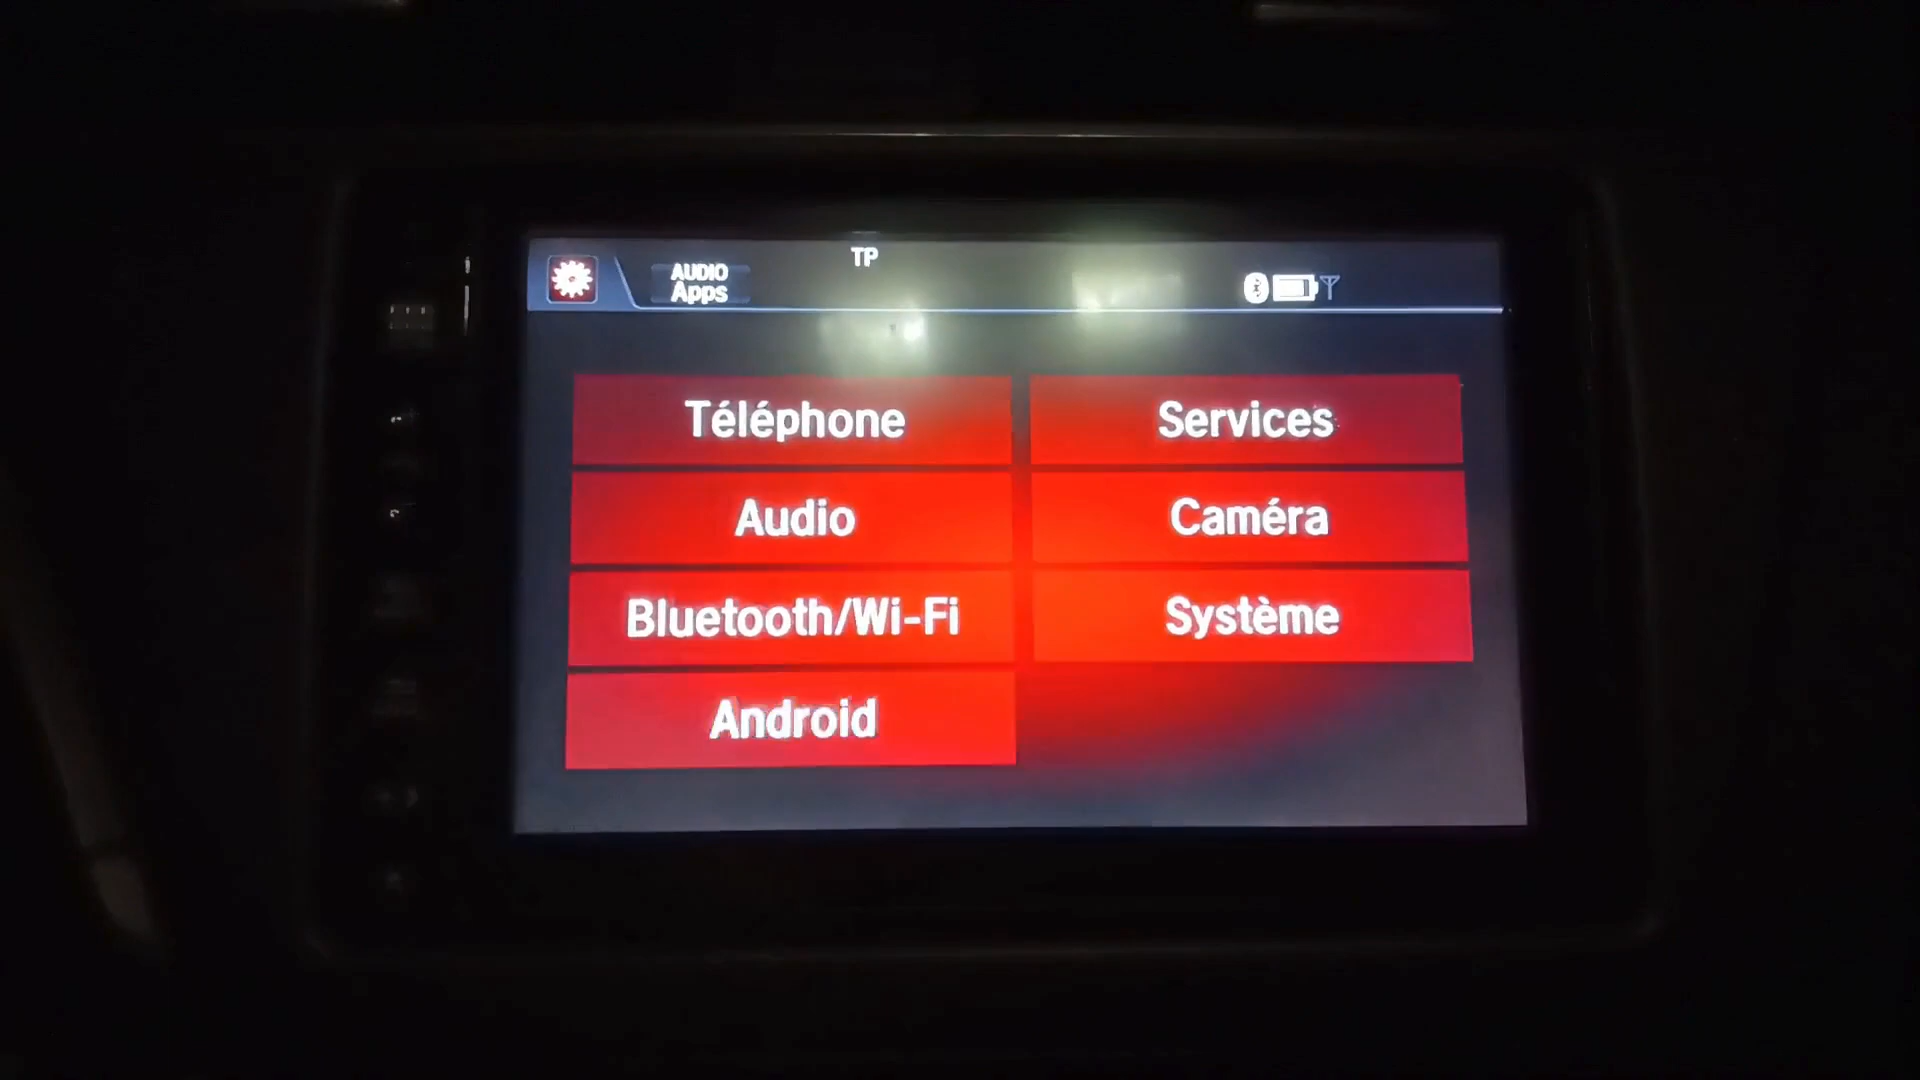 TP
AUDIO
Apps
Téléphone
Services
Audio
Caméra
Bluetooth/Wi-Fi
Système
Android